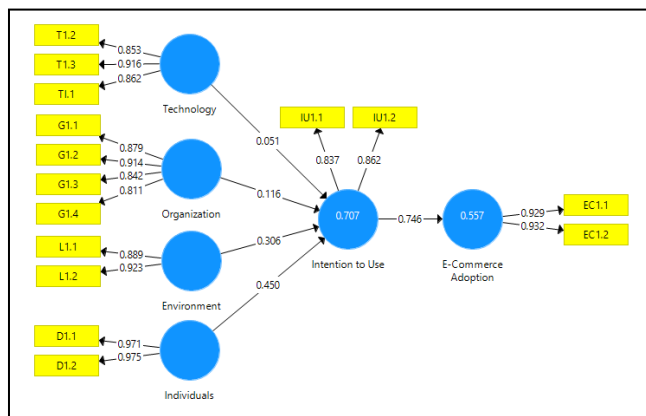 T1.2
T1.3
TI.1
0.853
0.916
0.862
Technology
G1.1
G1.2
G1.3
G1.4
0.879
0.914
0.842
0.811
Organization
L1.1
L1.2
0.889
0.923
Environment
D1.1
D1.2
0.971
0.975
Individuals
0.051
0.116
0.306
0.450
IU1.1
IU1.2
0.837
0.862
0.707
Intention to Use
0.746
0.557
E-Commerce
Adoption
0.929
0.932
EC1.1
EC1.2